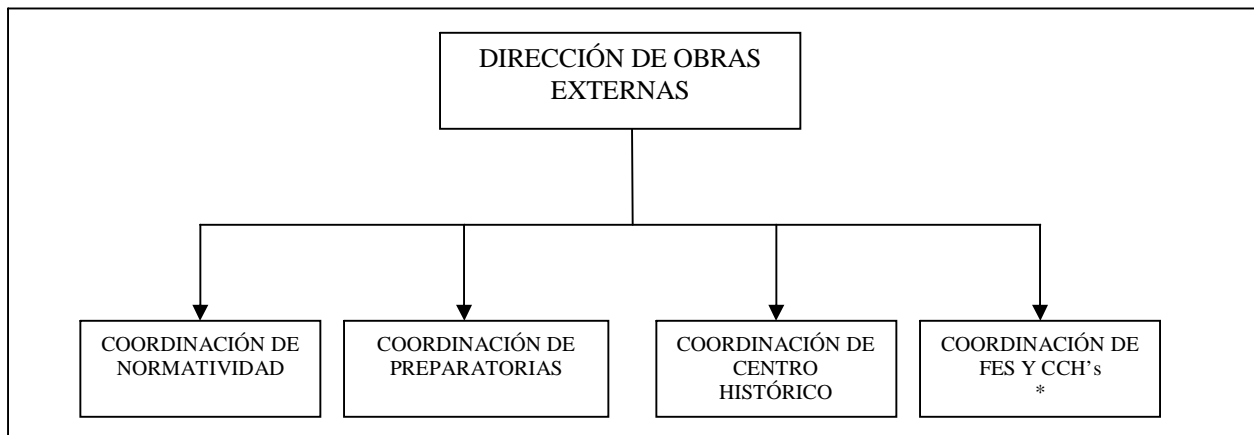 DIRECCIÓN DE OBRAS
EXTERNAS
COORDINACIÓN DE
NORMATIVIDAD
COORDINACIÓN DE
PREPARATORIAS
COORDINACIÓN DE
CENTRO
HISTÓRICO
COORDINACIÓN DE
FES Y CCH’s
*